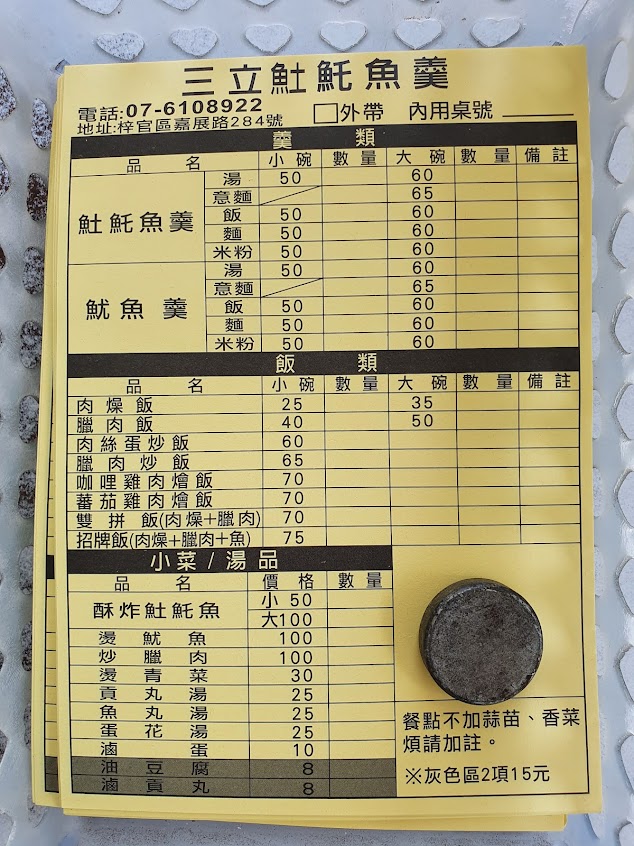 三立魠魠魚羹
電話:07-6108922
地址:梓官區嘉展路284號
外帶 內用桌號
羹類
品名 小碗 數量 大碗 數量 備註
魠魠魚羹
湯 50 60
意麵 65
飯 50 60
麵 50 60
米粉 50 60
魷魚羹
湯 50 60
意麵 65
飯 50 60
麵 50 60
米粉 50 60
飯類
品名 小碗 數量 大碗 數量 備註
肉燥飯 25 35
臘肉飯 40 50
肉絲蛋炒飯 60
臘肉炒飯 65
咖哩雞肉燴飯 70
蕃茄雞肉燴飯 70
雙拼飯(肉燥+臘肉) 70
招牌飯(肉燥+臘肉+魚) 75
小菜/湯品
品名 價格 數量
酥炸魠魠魚 小 50
大100
燙魷魚 100
炒臘肉 100
燙青菜 30
貢丸湯 25
魚丸湯 25
蛋花湯 25
滷蛋 10
油豆腐 8
滷貢丸 8
餐點不加蒜苗、香菜
煩請加註。
※灰色區2項15元